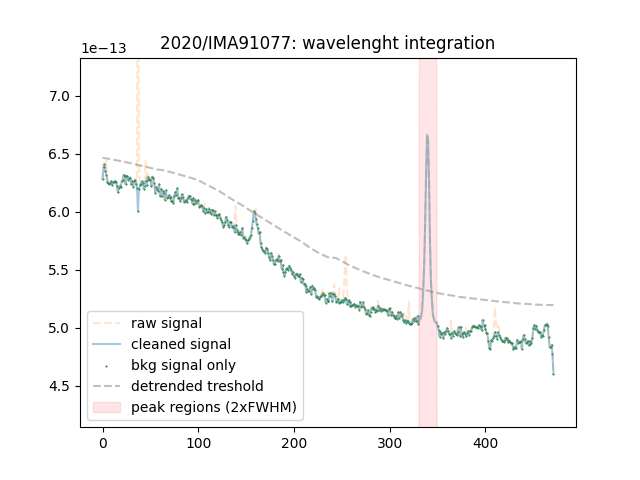 2020/IMA91077: wavelenght integration
1e−13
7.0
6.5
6.0
5.5
5.0
4.5
raw signal
cleaned signal
bkg signal only
detrended treshold
peak regions (2xFWHM)
0 100 200 300 400